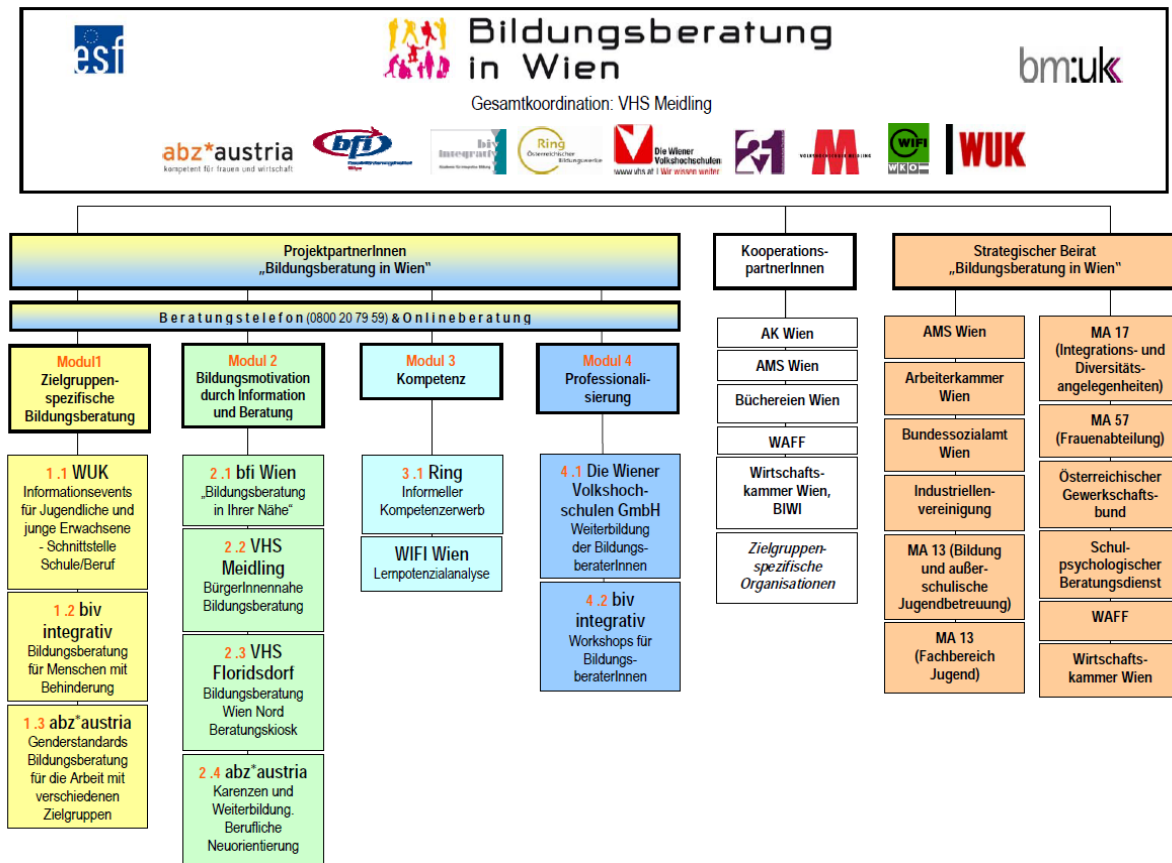 esf
Bildungsberatung
in Wien
bm:uk
Gesamtkoordination: VHS Meidling
abz*austria
kompetent für frauen und wirtschaft
bfi
Wien
biv
integrativ
Akademie für integrative Bildung
Ring
Österreichischer
Bildungswerke
Die Wiener
Volkshochschulen
www.vhs.at | Wir wissen weiter
21
M
VOLKSHOCHSCHULE MEIDLING
WIFI
WKO
WUK
ProjektpartnerInnen
„Bildungsberatung in Wien"
Beratungstelefon (0800 20 79 59) & Onlineberatung
Modul1
Zielgruppen-
spezifische
Bildungsberatung
1.1 WUK
Informationsevents
für Jugendliche und
junge Erwachsene
- Schnittstelle
Schule/Beruf
1.2 biv
integrativ
Bildungsberatung
für Menschen mit
Behinderung
1.3 abz*austria
Genderstandards
Bildungsberatung
für die Arbeit mit
verschiedenen
Zielgruppen
Modul 2
Bildungsmotivation
durch Information
und Beratung
2.1 bfi Wien
„Bildungsberatung
in Ihrer Nähe"
2.2 VHS
Meidling
BürgerInnennahe
Bildungsberatung
2.3 VHS
Floridsdorf
Bildungsberatung
Wien Nord
Beratungskiosk
2.4 abz*austria
Karenzen und
Weiterbildung.
Berufliche
Neuorientierung
Modul 3
Kompetenz
3.1 Ring
Informeller
Kompetenzerwerb
WIFI Wien
Lernpotenzialanalyse
Modul 4
Professionali-
sierung
4.1 Die Wiener
Volkshoch-
schulen GmbH
Weiterbildung
der Bildungs-
beraterInnen
4.2 biv
integrativ
Workshops für
Bildungs-
beraterInnen
Kooperations-
partnerInnen
AK Wien
AMS Wien
Büchereien Wien
WAFF
Wirtschafts-
kammer Wien,
BIWI
Zielgruppen-
spezifische
Organisationen
Strategischer Beirat
„Bildungsberatung in Wien"
AMS Wien
Arbeiterkammer
Wien
Bundessozialamt
Wien
Industriellen-
vereinigung
MA 13 (Bildung
und außer-
schulische
Jugendbetreuung)
MA 13
(Fachbereich
Jugend)
MA 17
(Integrations- und
Diversitäts-
angelegenheiten)
MA 57
(Frauenabteilung)
Österreichischer
Gewerkschafts-
bund
Schul-
psychologischer
Beratungsdienst
WAFF
Wirtschafts-
kammer Wien